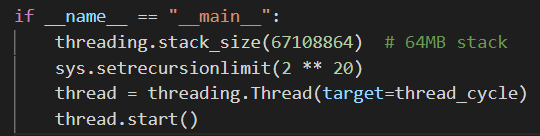 if __name__ == "__main__":
    threading.stack_size(67108864)  # 64MB stack
    sys.setrecursionlimit(2 ** 20)
    thread = threading.Thread(target=thread_cycle)
    thread.start()